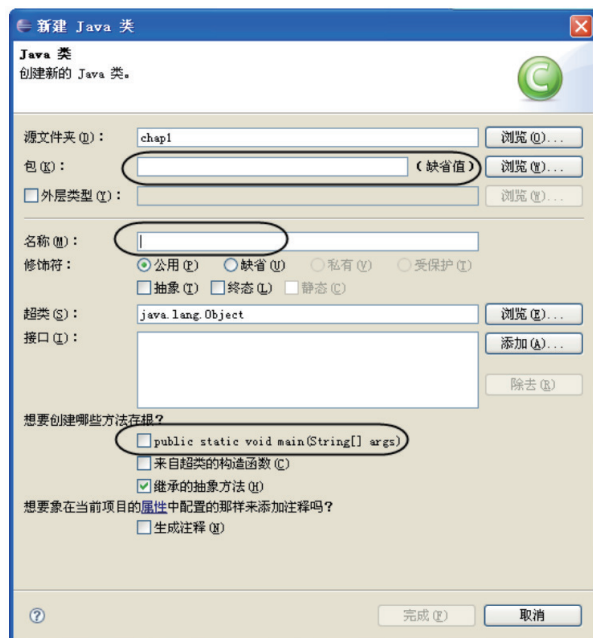 新建 Java 类
Java 类
创建新的 Java 类。
源文件夹(D)： chap1 浏览(O)...
包(K)： (缺省值) 浏览(W)...
外层类型(Y)： 浏览(W)...
名称(M)：
修饰符： 公用(P) 缺省(U) 私有(V) 受保护(T)
抽象(T) 终态(L) 静态(C)
超类(S)： java.lang.Object 浏览(E)...
接口(I)： 添加(A)...
除去(R)
想要创建哪些方法存根?
public static void main(String[] args)
来自超类的构造函数(C)
继承的抽象方法(H)
想要象在当前项目的属性中配置的那样来添加注释吗?
生成注释(N)
完成(F) 取消